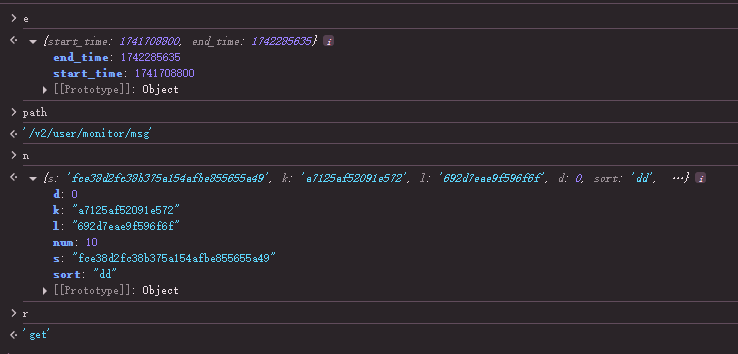 > e
<· ▼ {start_time: 1741708800, end_time: 1742285635} i
end_time: 1742285635
start_time: 1741708800
▶ [[Prototype]]: Object
> path
<· '/v2/user/monitor/msg'
> n
<· ▼ {s: 'fce38d2fc38b375a154afbe855655a49', k: 'a7125af52091e572', l: '692d7eae9f596f6f', d: 0, sort: 'dd', …} i
d: 0
k: "a7125af52091e572"
l: "692d7eae9f596f6f"
num: 10
s: "fce38d2fc38b375a154afbe855655a49"
sort: "dd"
▶ [[Prototype]]: Object
> r
<· 'get'